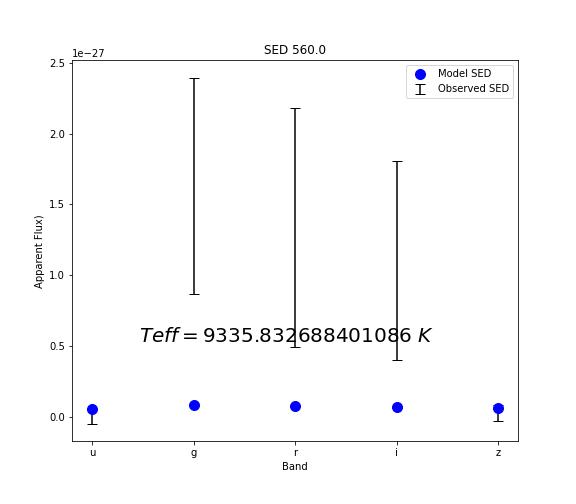 SED 560.0
1e−27
2.5
2.0
1.5
1.0
0.5
0.0
Apparent Flux)
Model SED
Observed SED
Teff = 9335.832688401086 K
u g r i z
Band